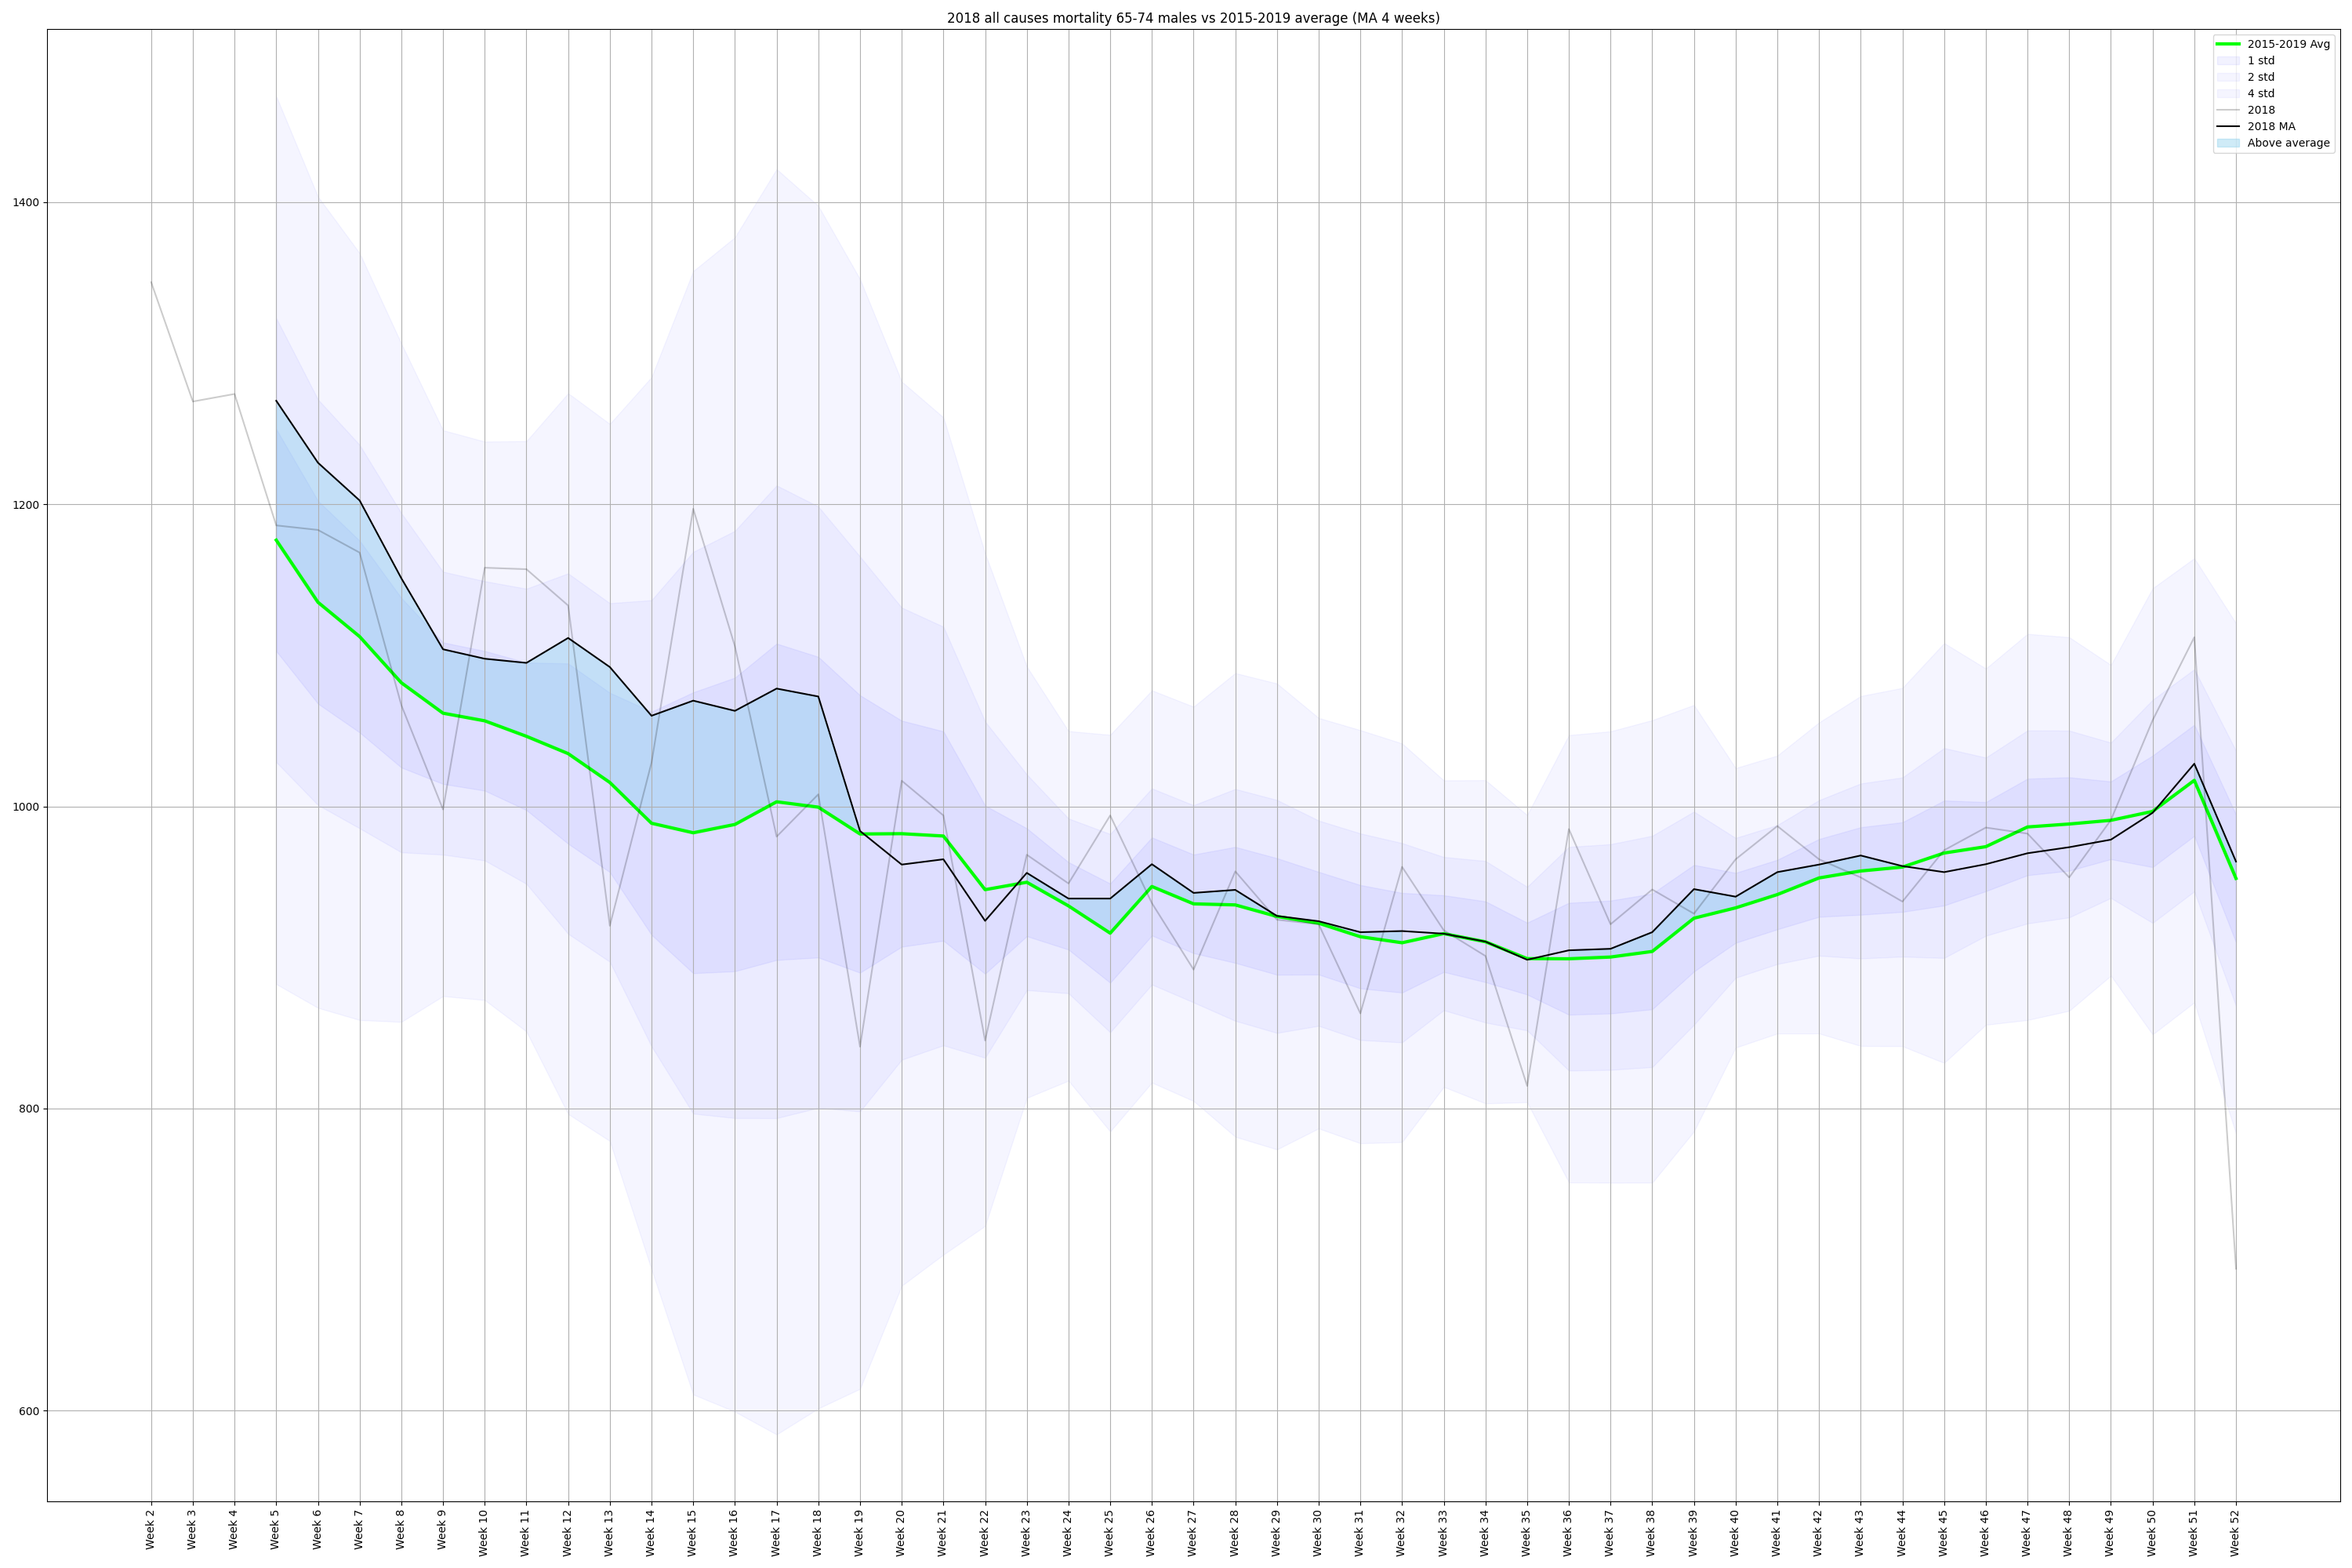 2018 all causes mortality 65-74 males vs 2015-2019 average (MA 4 weeks)
2015-2019 Avg
1 std
2 std
4 std
2018
2018 MA
Above average
1400
1200
1000
800
600
Week 2
Week 3
Week 4
Week 5
Week 6
Week 7
Week 8
Week 9
Week 10
Week 11
Week 12
Week 13
Week 14
Week 15
Week 16
Week 17
Week 18
Week 19
Week 20
Week 21
Week 22
Week 23
Week 24
Week 25
Week 26
Week 27
Week 28
Week 29
Week 30
Week 31
Week 32
Week 33
Week 34
Week 35
Week 36
Week 37
Week 38
Week 39
Week 40
Week 41
Week 42
Week 43
Week 44
Week 45
Week 46
Week 47
Week 48
Week 49
Week 50
Week 51
Week 52